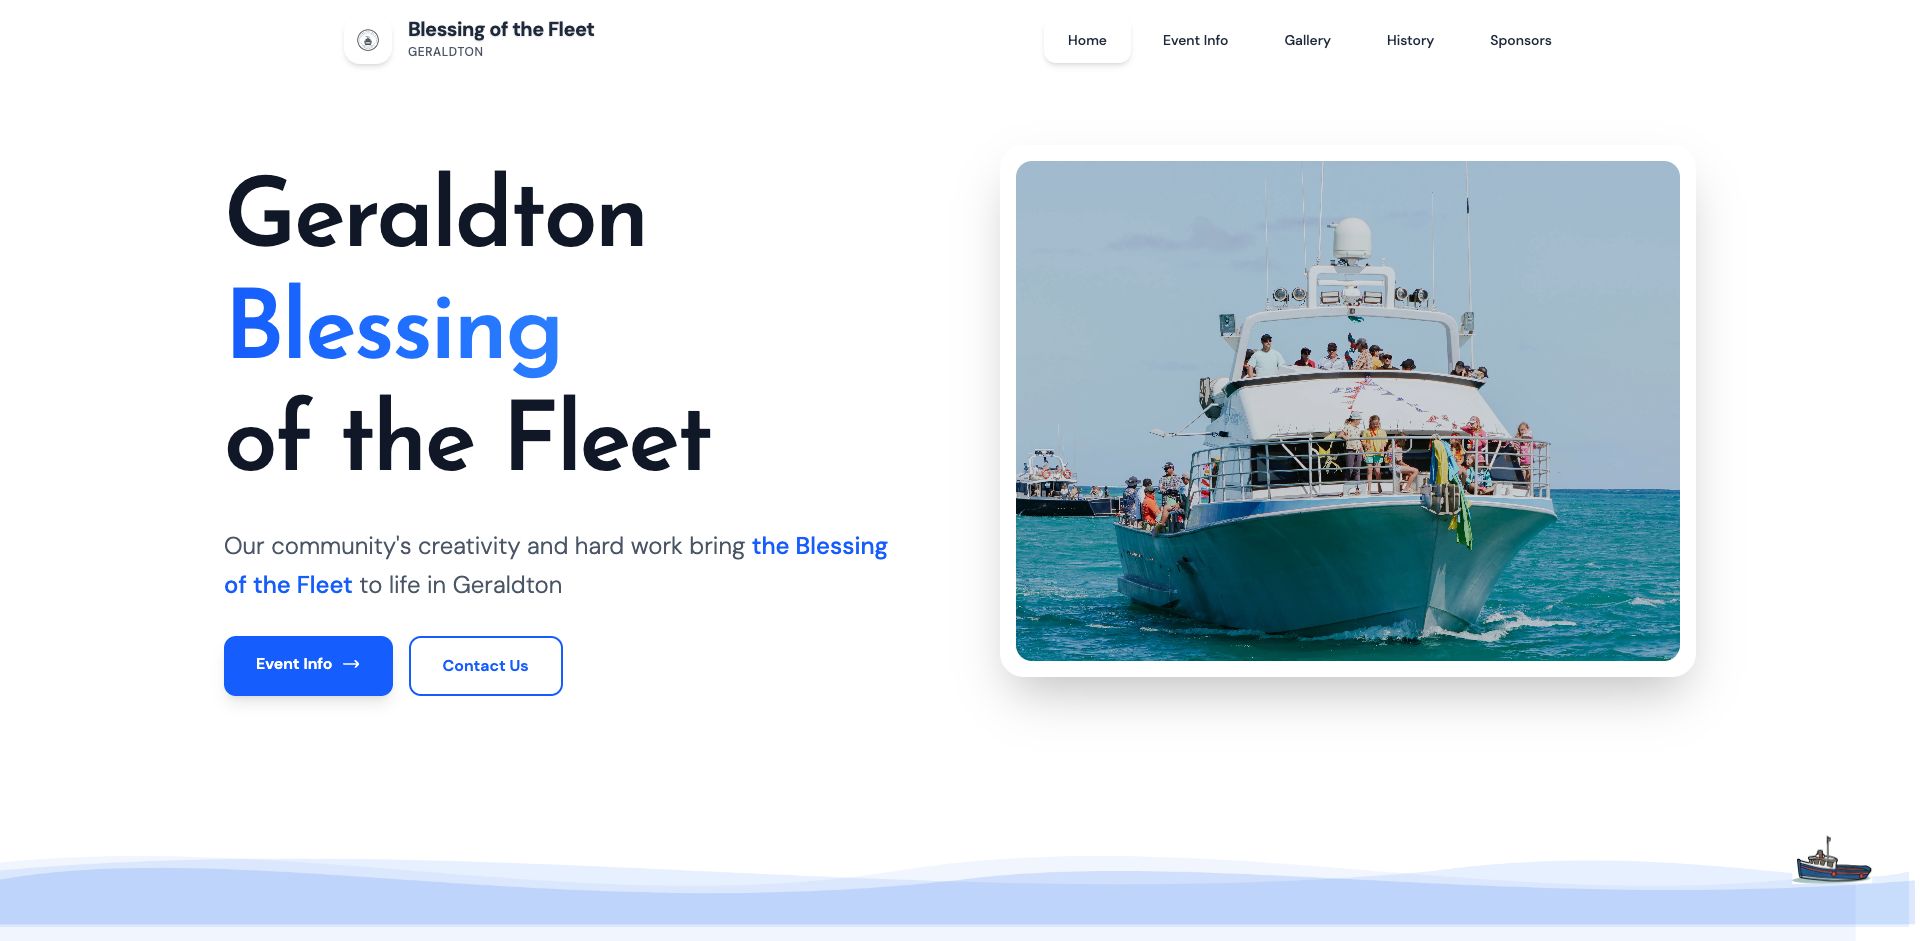 Blessing of the Fleet
GERALDTON
Home
Event Info
Gallery
History
Sponsors
Geraldton
Blessing
of the Fleet
Our community's creativity and hard work bring the Blessing
of the Fleet to life in Geraldton
Event Info →
Contact Us